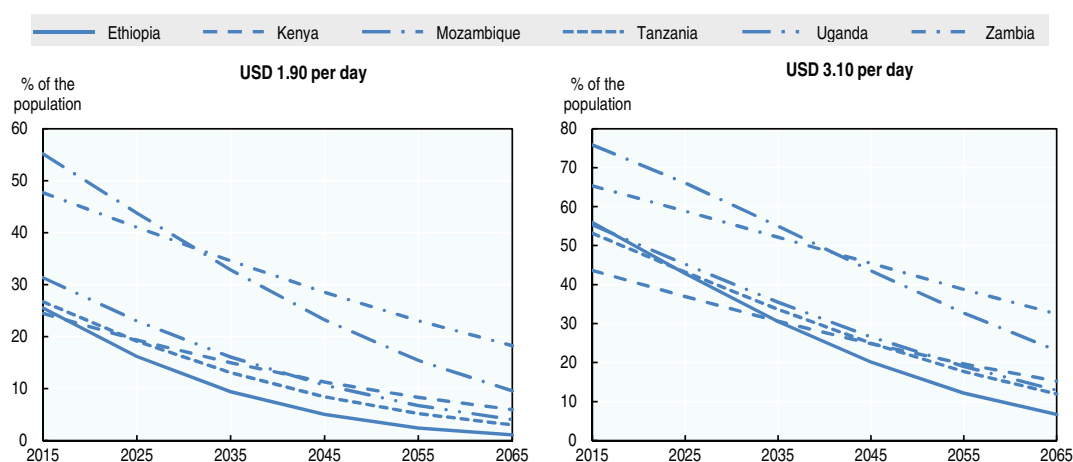 Ethiopia Kenya Mozambique Tanzania Uganda Zambia
USD 1.90 per day
% of the
population
60
50
40
30
20
10
0
2015 2025 2035 2045 2055 2065
USD 3.10 per day
% of the
population
80
70
60
50
40
30
20
10
0
2015 2025 2035 2045 2055 2065